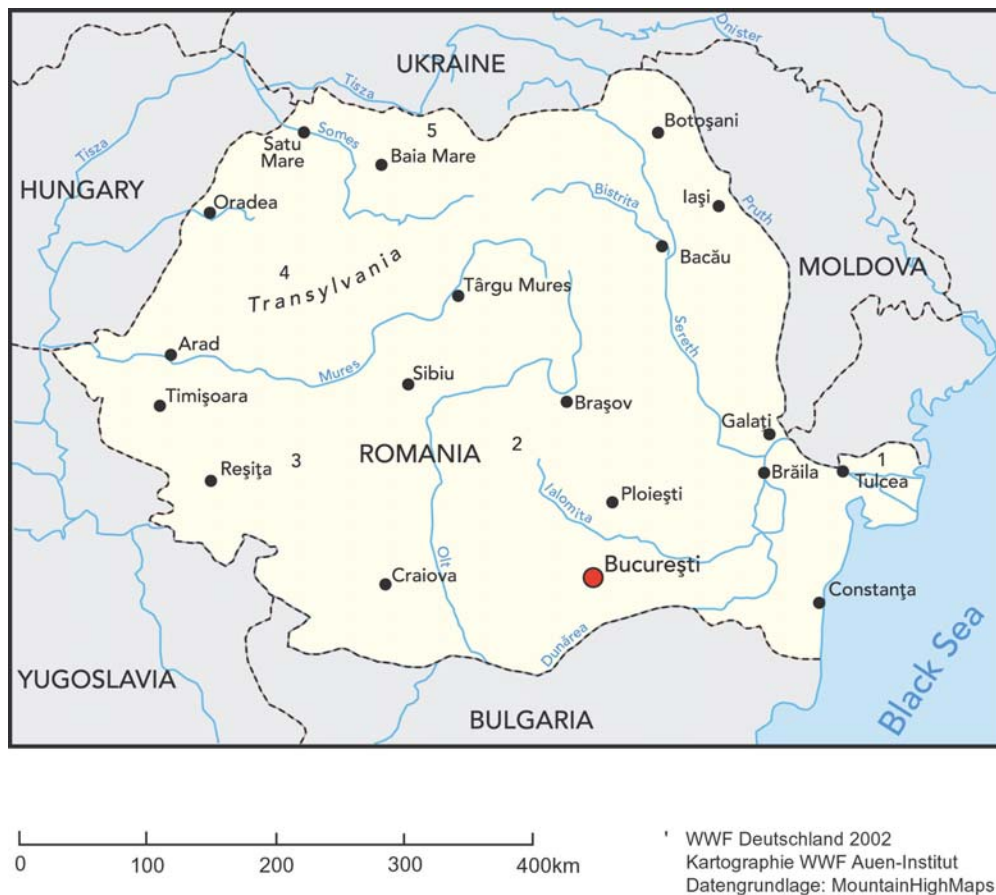 Dnister
UKRAINE
Tisza
5
Botoşani
Satu
Mare
Someş
Baia Mare
Tisza
HUNGARY
Oradea
Bistrita
Iaşi
Pruth
Bacău
MOLDOVA
4
Transylvania
Târgu Mures
Sereth
Arad
Mures
Sibiu
Timişoara
Braşov
Galaţi
ROMANIA
2
3
Reşiţa
1
Brăila
Tulcea
Ialomita
Ploieşti
Olt
Bucureşti
Craiova
Constanţa
Dunărea
YUGOSLAVIA
BULGARIA
Black Sea
0
100
200
300
400km
' WWF Deutschland 2002
Kartographie WWF Auen-Institut
Datengrundlage: MountainHighMaps